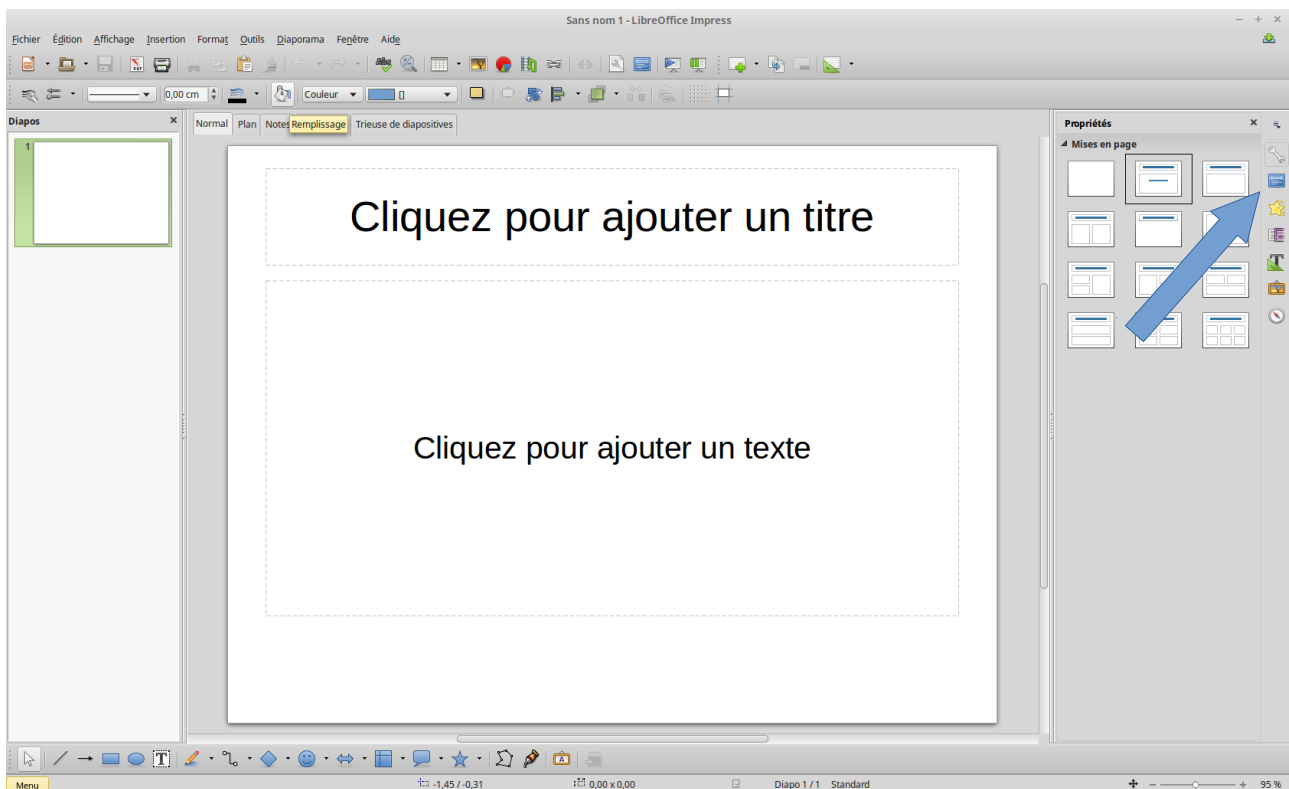 Sans nom 1 - LibreOffice Impress
Fichier Édition Affichage Insertion Format Outils Diaporama Fenêtre Aide
0,00 cm Couleur
Diapos
Normal Plan Notes Remplissage Trieuse de diapositives
Propriétés
Mises en page
1
Cliquez pour ajouter un titre
Cliquez pour ajouter un texte
Menu -1,45 / -0,31 0,00 x 0,00 Diapo 1 / 1 Standard 95 %